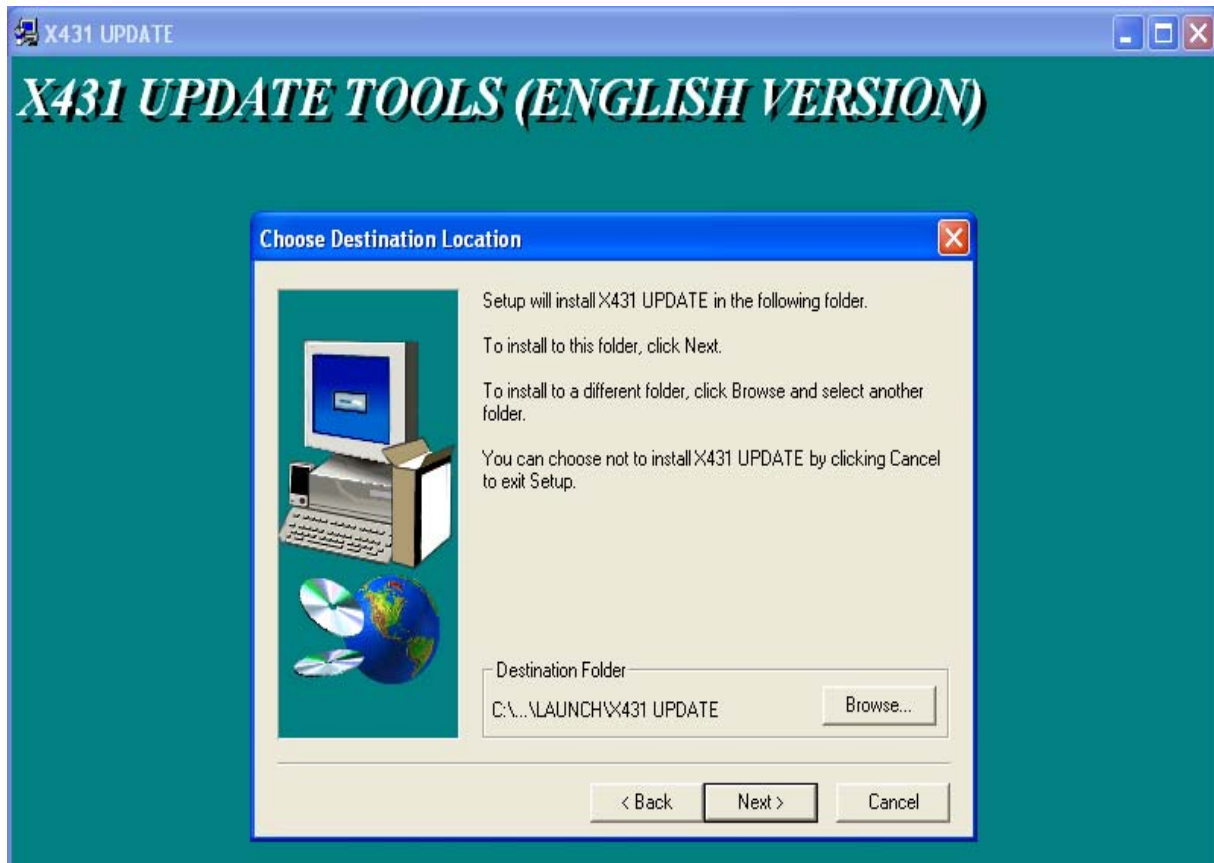 X431 UPDATE
X431 UPDATE TOOLS (ENGLISH VERSION)
Choose Destination Location
Setup will install X431 UPDATE in the following folder.
To install to this folder, click Next.
To install to a different folder, click Browse and select another
folder.
You can choose not to install X431 UPDATE by clicking Cancel
to exit Setup.
Destination Folder
C:\...\LAUNCH\X431 UPDATE
Browse...
< Back
Next >
Cancel